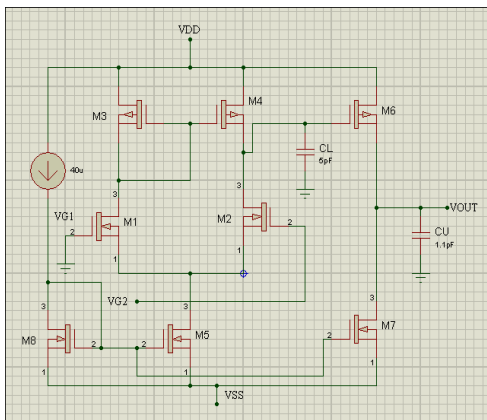 VDD
M3
M4
M6
CL
5pF
40u
3
3
VG1
M1
M2
VOUT
2
2
CU
1.1pF
1
1
VG2
3
3
3
M8
M5
M7
2
2
2
1
1
1
VSS